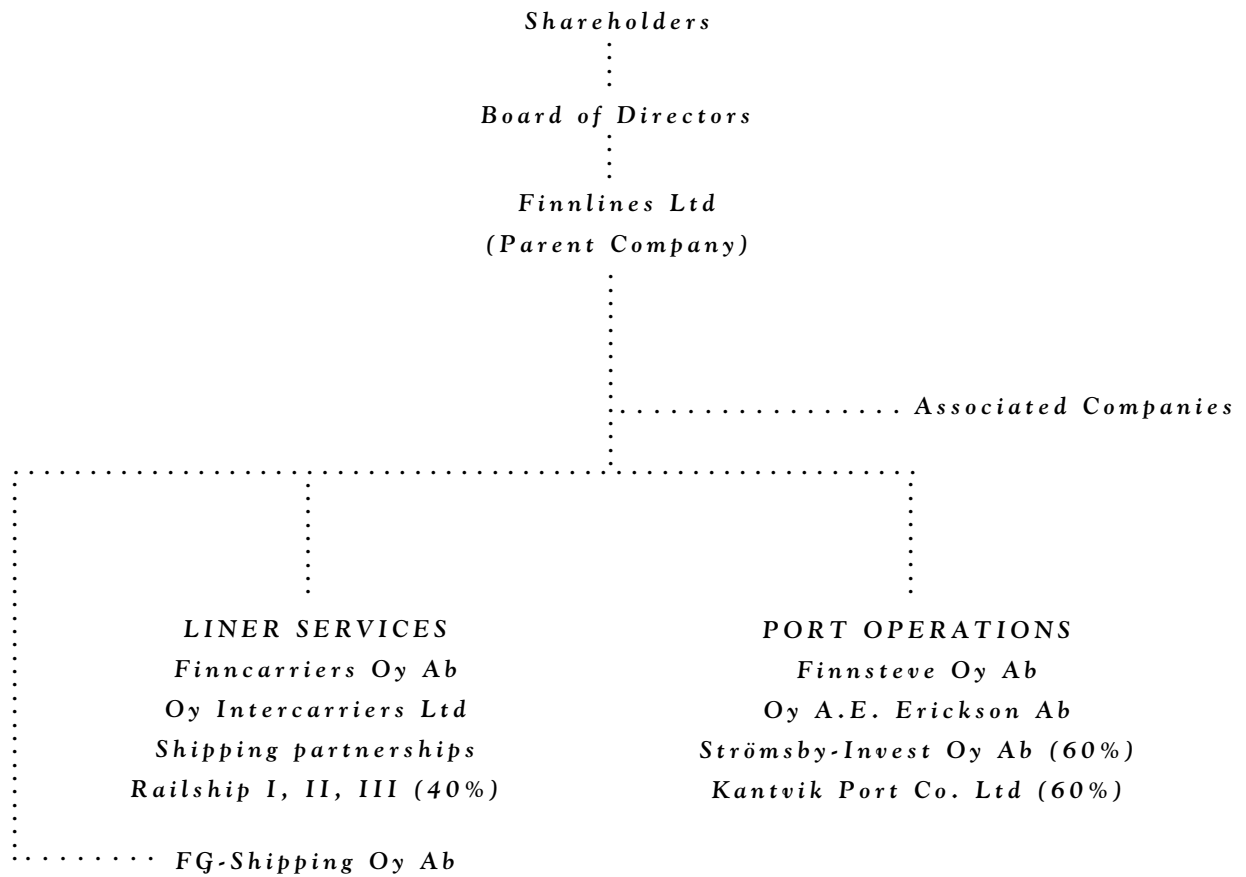 Shareholders
Board of Directors
Finnlines Ltd
(Parent Company)
Associated Companies
LINER SERVICES
Finncarriers Oy Ab
Oy Intercarriers Ltd
Shipping partnerships
Railship I, II, III (40%)
PORT OPERATIONS
Finnsteve Oy Ab
Oy A.E. Erickson Ab
Strömsby-Invest Oy Ab (60%)
Kantvik Port Co. Ltd (60%)
FG-Shipping Oy Ab